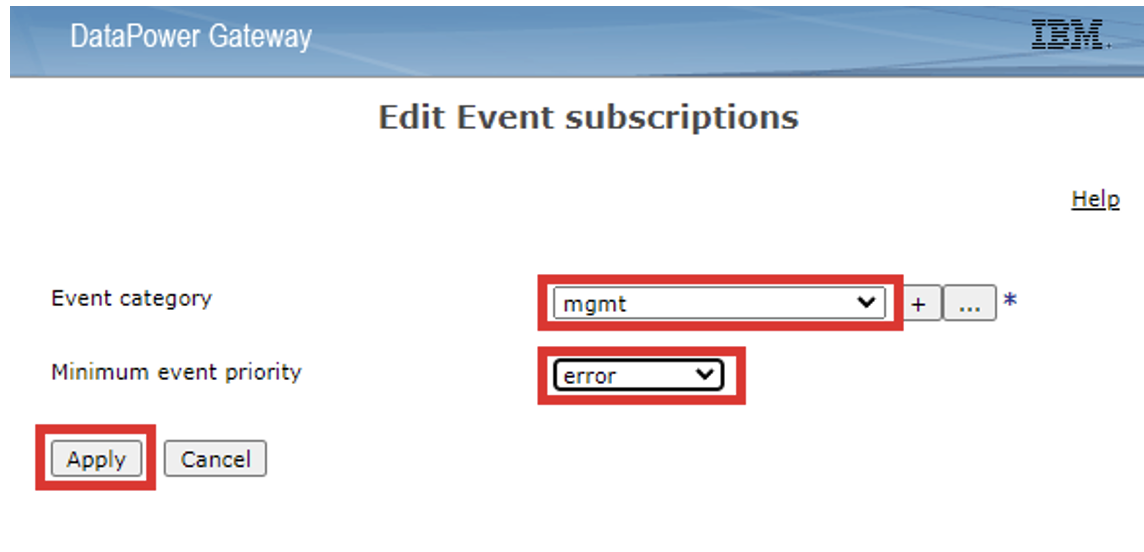 DataPower Gateway
IBM.
Edit Event subscriptions
Help
Event category mgmt + ... *
Minimum event priority error
Apply Cancel